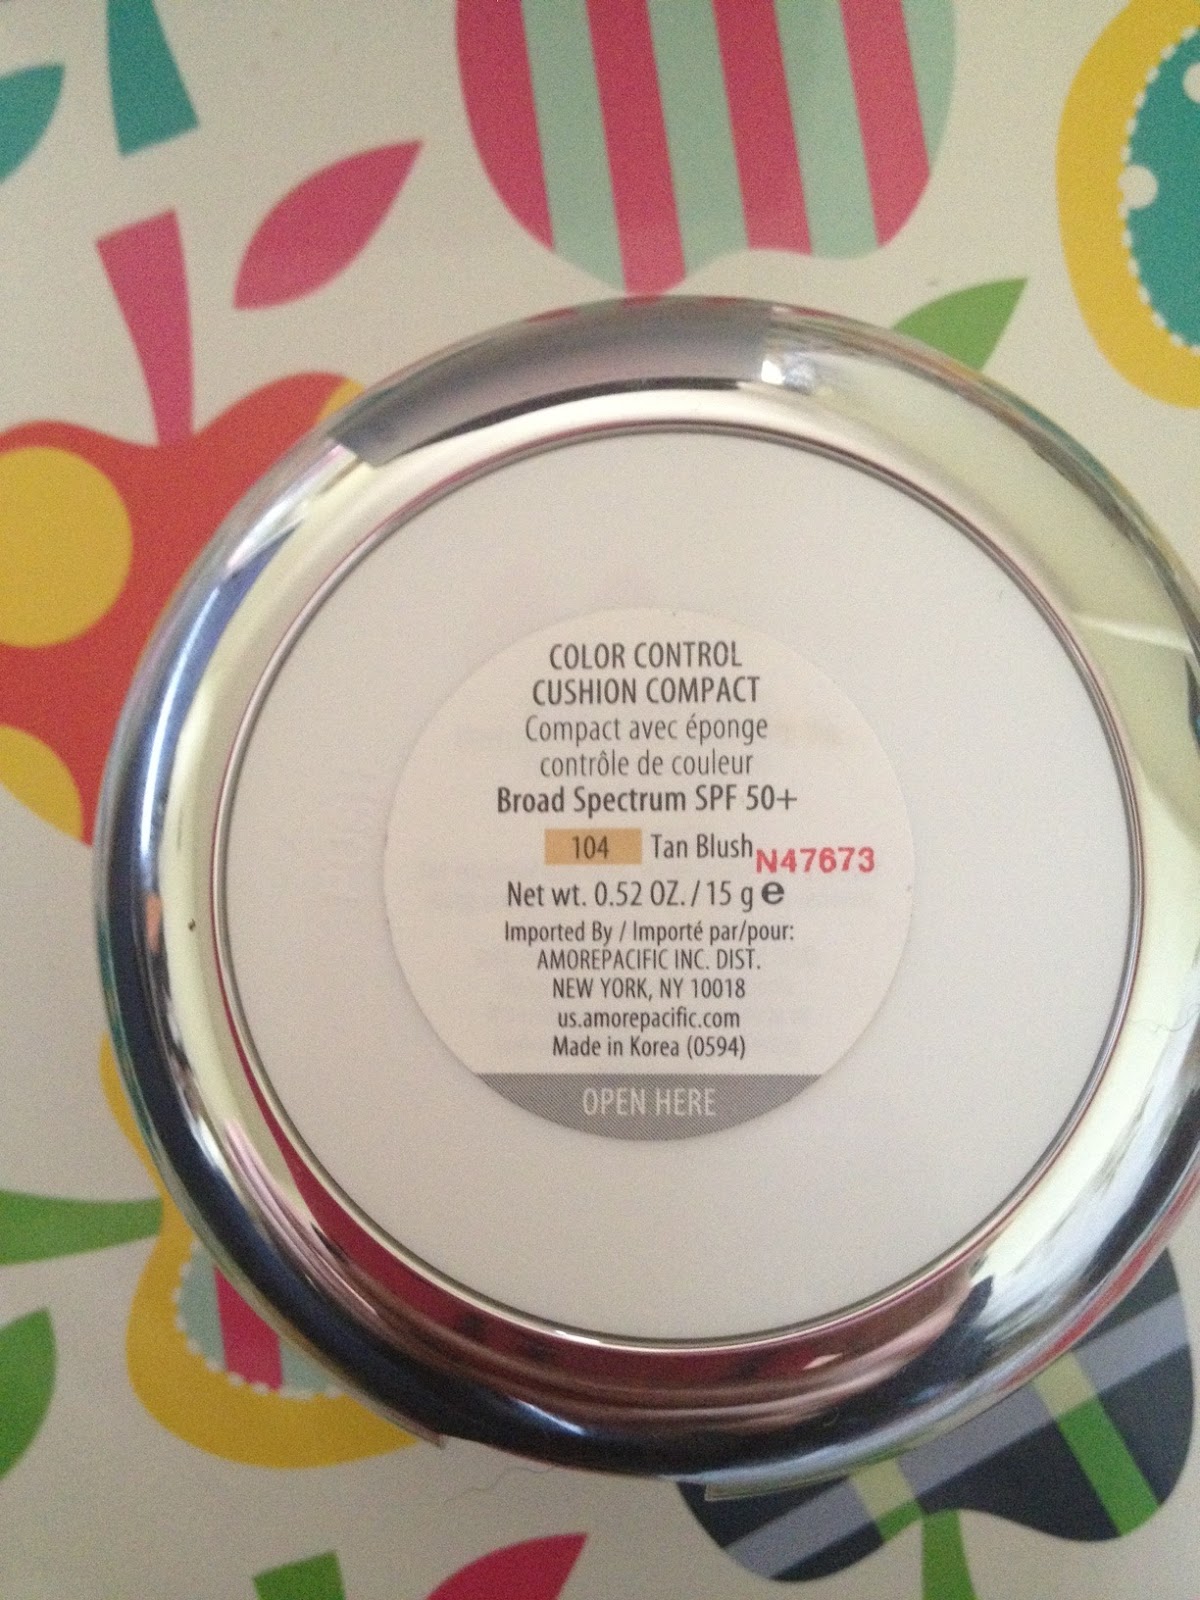 COLOR CONTROL
CUSHION COMPACT
Compact avec éponge
contrôle de couleur
Broad Spectrum SPF 50+
104 Tan Blush N47673
Net wt. 0.52 OZ. / 15 g e
Imported By / Importé par/pour:
AMOREPACIFIC INC. DIST.
NEW YORK, NY 10018
us.amorepacific.com
Made in Korea (0594)
OPEN HERE